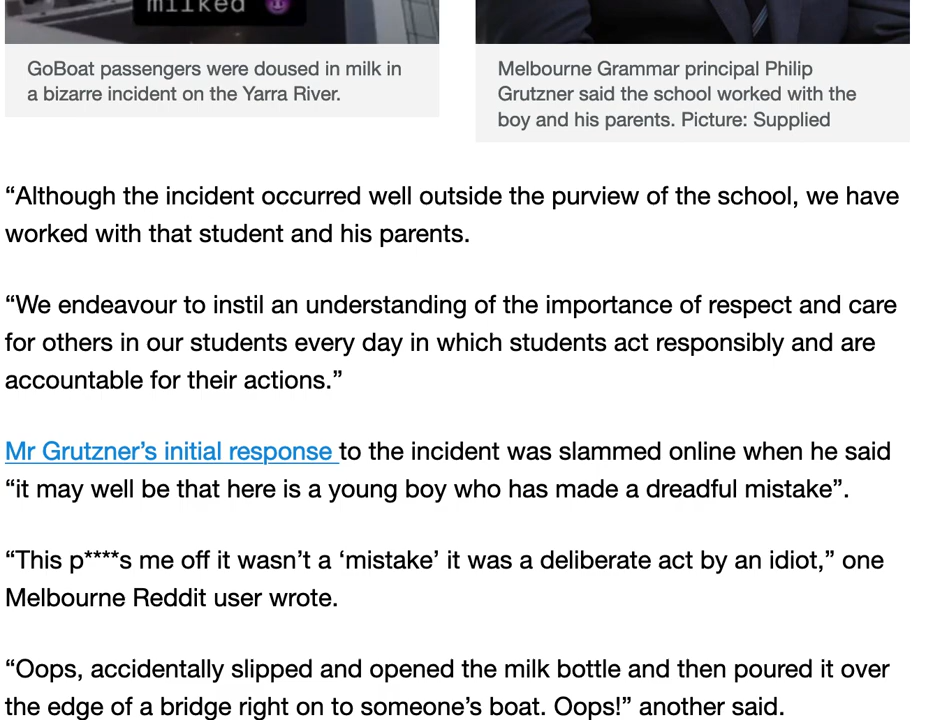 milked
GoBoat passengers were doused in milk in
a bizarre incident on the Yarra River.
Melbourne Grammar principal Philip
Grutzner said the school worked with the
boy and his parents. Picture: Supplied
“Although the incident occurred well outside the purview of the school, we have
worked with that student and his parents.
“We endeavour to instil an understanding of the importance of respect and care
for others in our students every day in which students act responsibly and are
accountable for their actions.”
Mr Grutzner’s initial response to the incident was slammed online when he said
“it may well be that here is a young boy who has made a dreadful mistake”.
“This p****s me off it wasn’t a ‘mistake’ it was a deliberate act by an idiot,” one
Melbourne Reddit user wrote.
“Oops, accidentally slipped and opened the milk bottle and then poured it over
the edge of a bridge right on to someone’s boat. Oops!” another said.